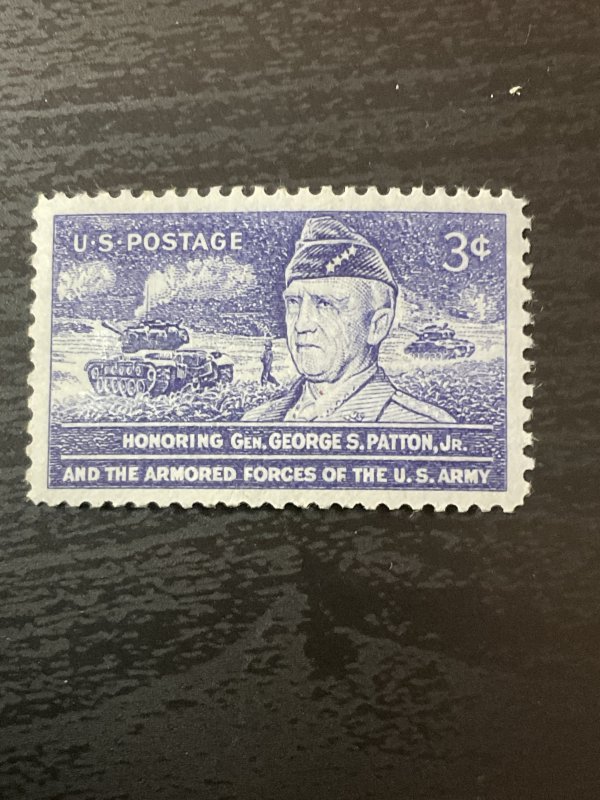 U·S·POSTAGE 3¢
HONORING GEN. GEORGE S. PATTON, JR.
AND THE ARMORED FORCES OF THE U. S. ARMY